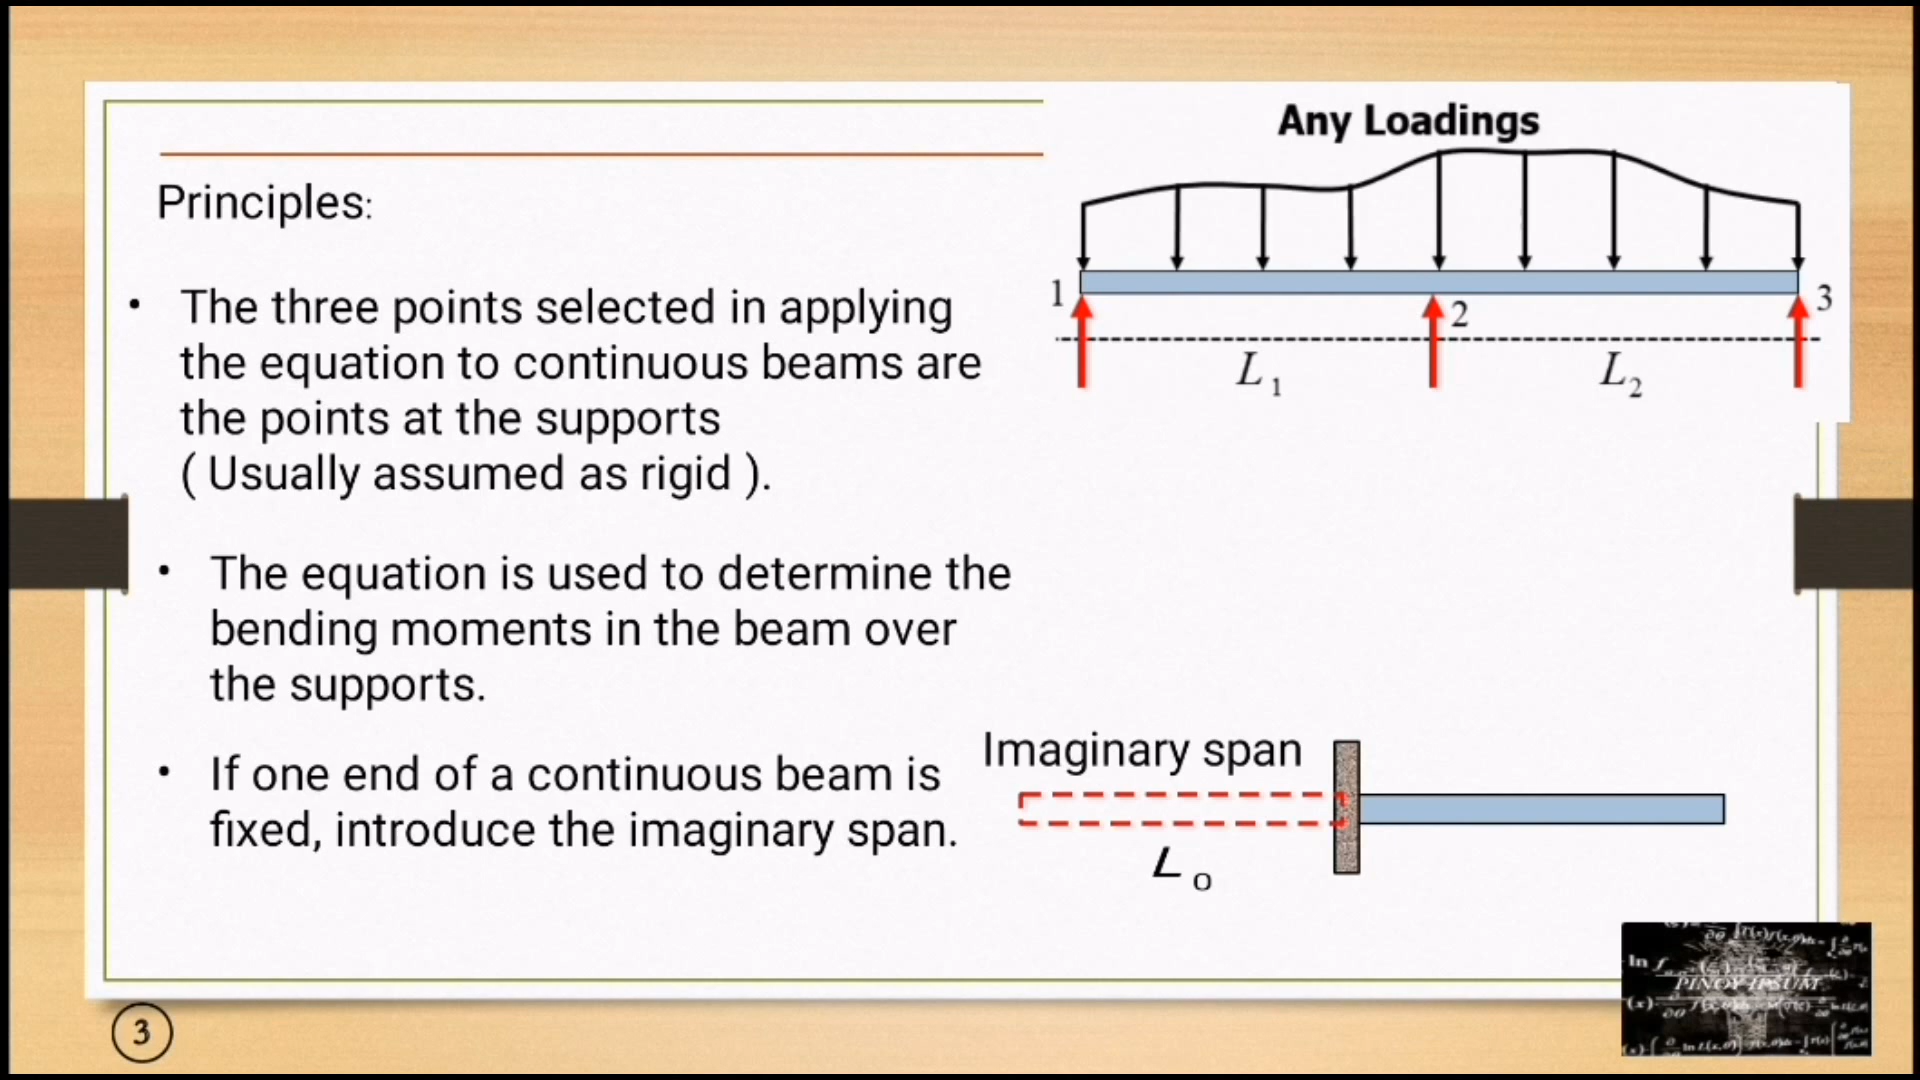 Any Loadings
Principles:
1
2
3
L1
L2
• The three points selected in applying
the equation to continuous beams are
the points at the supports
( Usually assumed as rigid ).
• The equation is used to determine the
bending moments in the beam over
the supports.
• If one end of a continuous beam is
fixed, introduce the imaginary span.
Imaginary span
Lo
PINOY IPSUM
3